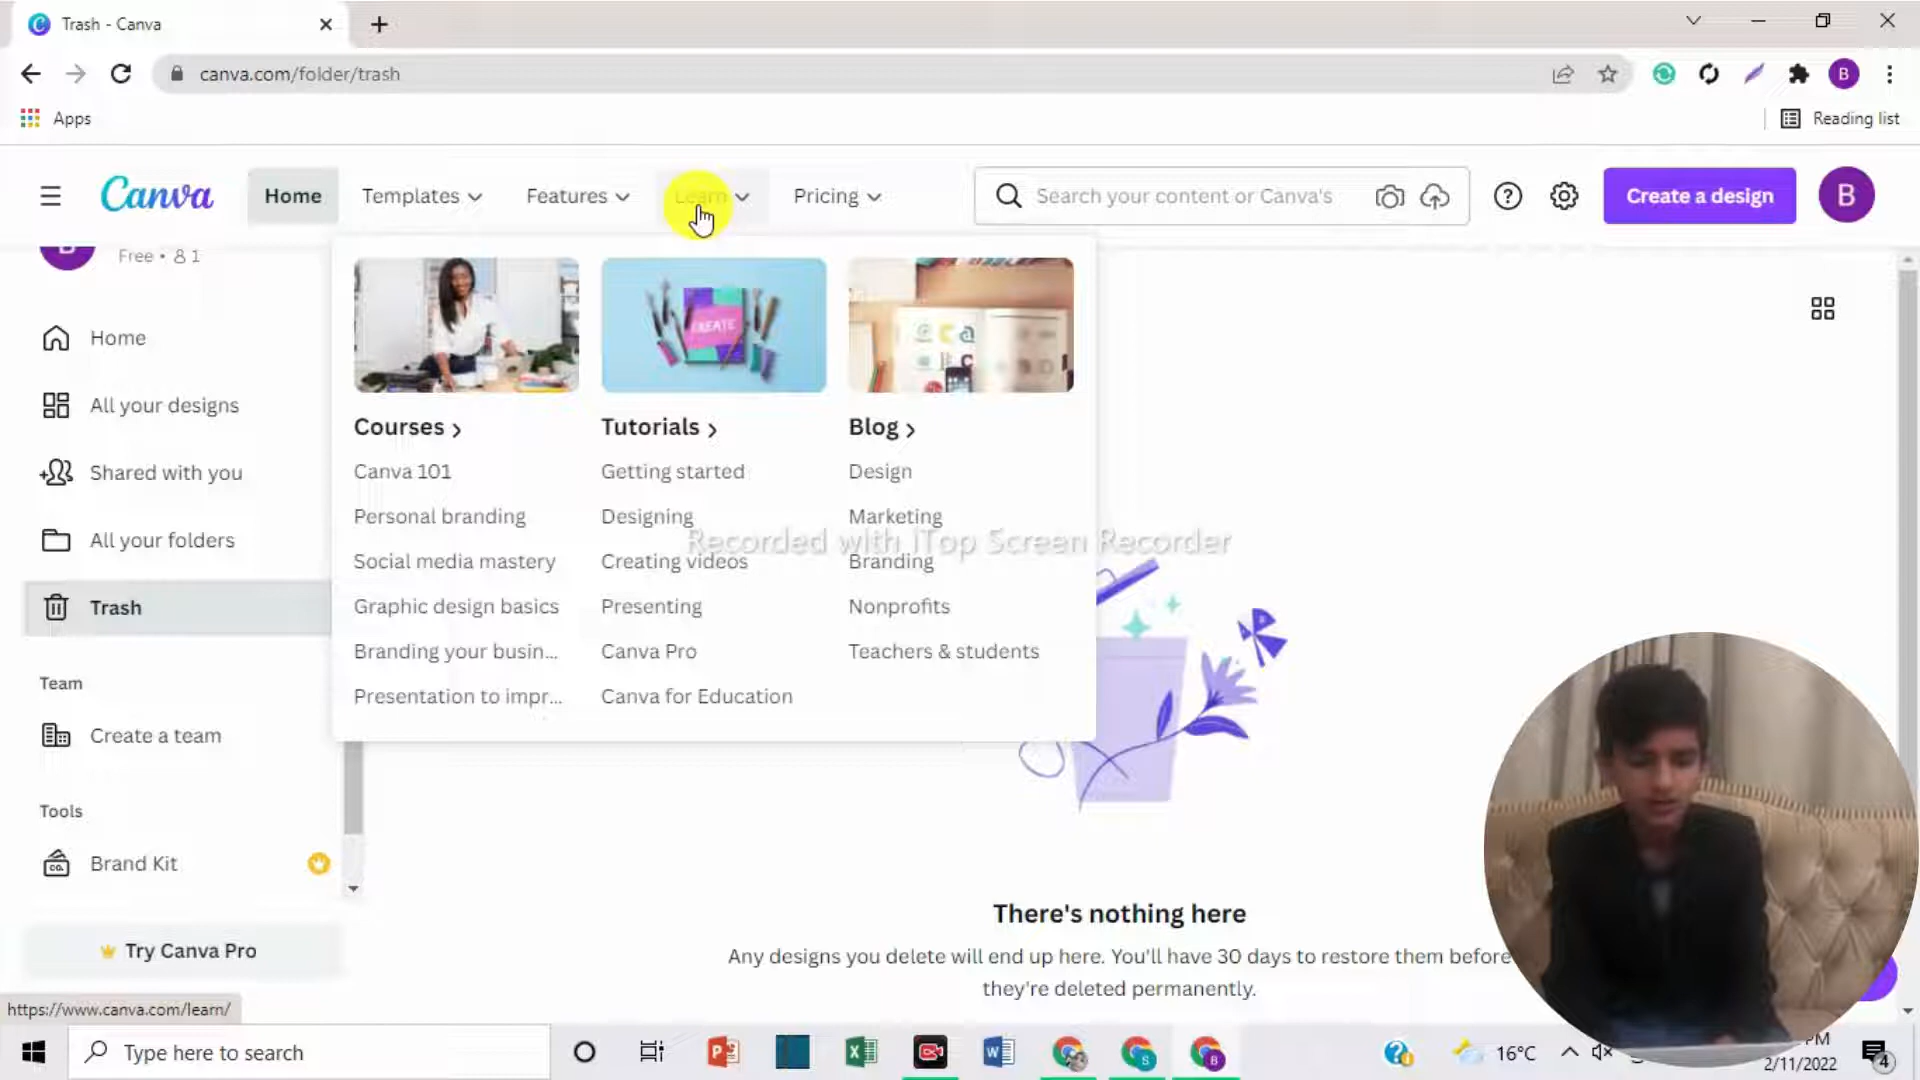 Trash - Canva
canva.com/folder/trash
B
Apps
Reading list
Canva
Home
Templates
Features
Learn
Pricing
Search your content or Canva's
Create a design
B
Free • 1
Home
All your designs
Shared with you
All your folders
Trash
Team
Create a team
Tools
Brand Kit
Try Canva Pro
CREATE
Courses
Canva 101
Personal branding
Social media mastery
Graphic design basics
Branding your busin...
Presentation to impr...
Tutorials
Getting started
Designing
Creating videos
Presenting
Canva Pro
Canva for Education
Blog
Design
Marketing
Branding
Nonprofits
Teachers & students
Recorded with iTop Screen Recorder
There's nothing here
Any designs you delete will end up here. You'll have 30 days to restore them before
they're deleted permanently.
https://www.canva.com/learn/
Type here to search
16°C
PM
2/11/2022
4